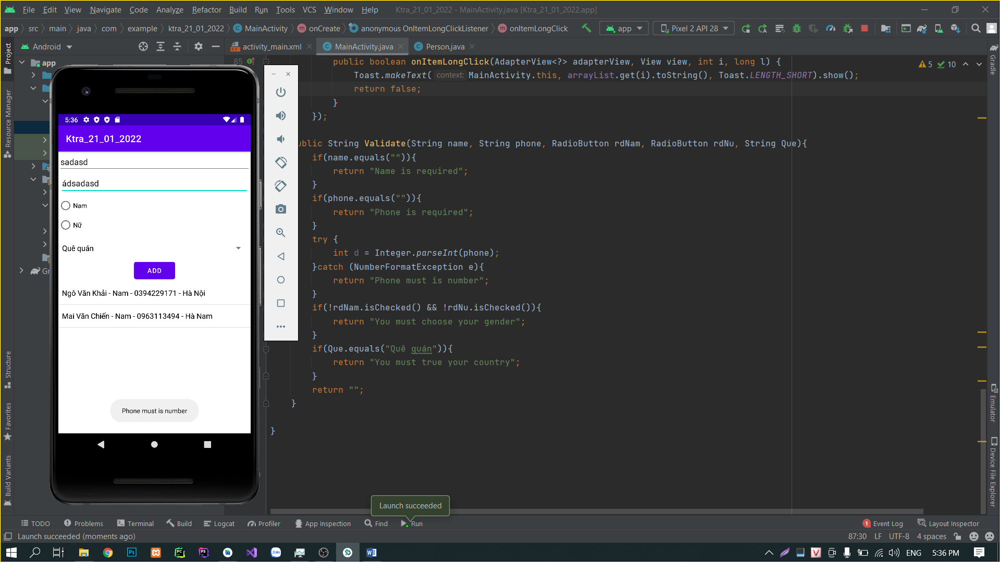 File Edit View Navigate Code Analyze Refactor Build Run Tools VCS Window Help Ktra_21_01_2022 - MainActivity.java [Ktra_21_01_2022.app]
app src main java com example ktra_21_01_2022 MainActivity onCreate anonymous OnItemLongClickListener onItemLongClick app Pixel 2 API 28
Project
Android
activity_main.xml MainActivity.java Person.java
Gradle
app
85 public boolean onItemLongClick(AdapterView<?> adapterView, View view, int i, long l) {
5 10
Toast.makeText( context: MainActivity.this, arrayList.get(i).toString(), Toast.LENGTH_SHORT).show();
return false;
}
});
Resource Manager
5:36
Ktra_21_01_2022
sadasd
ádsadasd
Nam
Nữ
Quê quán
ADD
Ngô Văn Khải - Nam - 0394229171 - Hà Nội
Mai Văn Chiến - Nam - 0963113494 - Hà Nam
Phone must is number
Gr
ublic String Validate(String name, String phone, RadioButton rdNam, RadioButton rdNu, String Que){
if(name.equals("")){
return "Name is required";
}
if(phone.equals("")){
return "Phone is required";
}
try {
int d = Integer.parseInt(phone);
}catch (NumberFormatException e){
return "Phone must is number";
}
if(!rdNam.isChecked() && !rdNu.isChecked()){
return "You must choose your gender";
}
if(Que.equals("Quê quán")){
return "You must true your country";
}
return "";
}
}
Structure
Favorites
Build Variants
Emulator
Device File Explorer
Launch succeeded
TODO Problems Terminal Build Logcat Profiler App Inspection Find Run 1 Event Log Layout Inspector
Launch succeeded (moments ago) 87:30 LF UTF-8 4 spaces
Ps PC PS Zalo W V ENG 5:36 PM